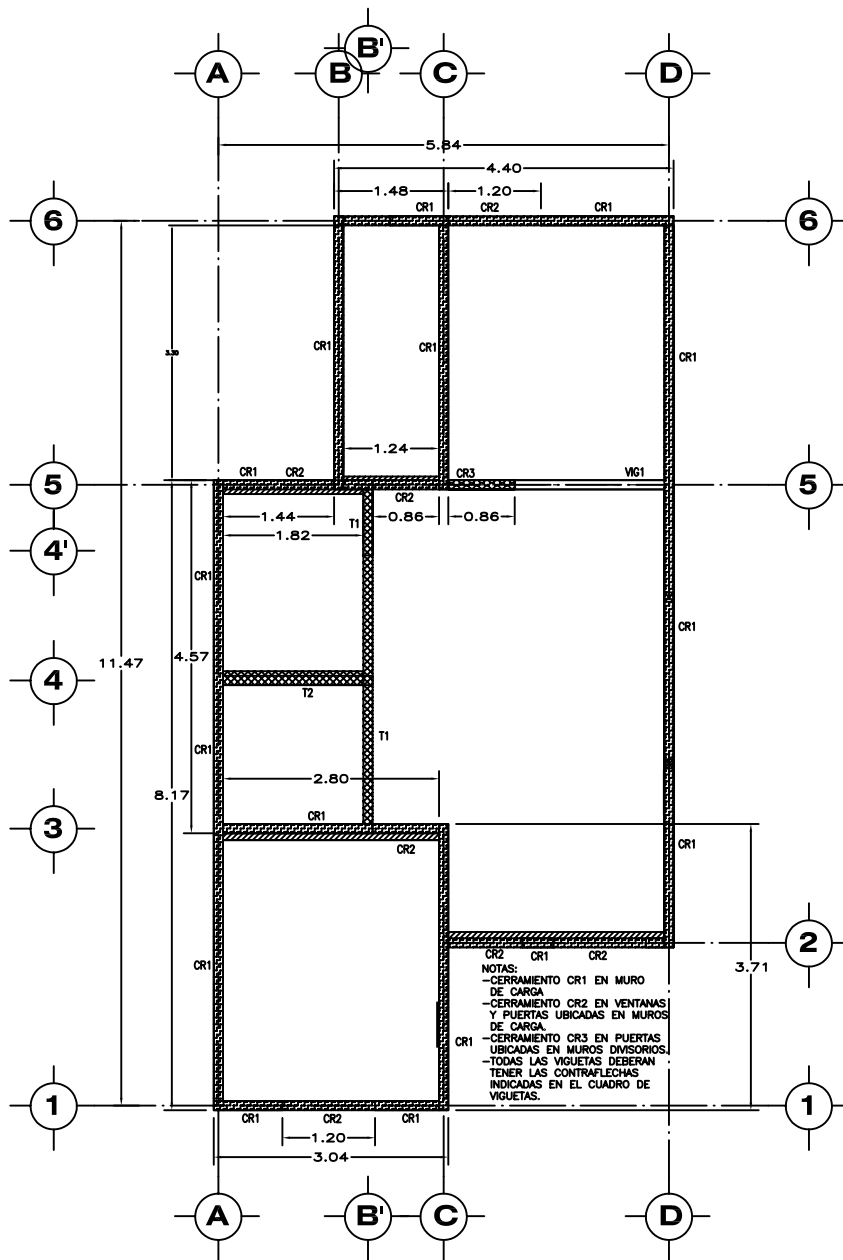 B'
A B C D
5.84
4.40
1.48 1.20
CR1 CR2 CR1
6 6
3.30
CR1 CR1 CR1
1.24
CR1 CR2 CR3 VIG1
5 5
CR2
1.44 T1 0.86 0.86
1.82
4'
CR1
CR1
11.47 4.57
4
T2
T1
CR1
2.80
8.17
CR1
3
CR1
CR2
2
CR2 CR1 CR2
CR1
3.71
NOTAS:
-CERRAMIENTO CR1 EN MURO
DE CARGA
-CERRAMIENTO CR2 EN VENTANAS
Y PUERTAS UBICADAS EN MUROS
DE CARGA.
-CERRAMIENTO CR3 EN PUERTAS
UBICADAS EN MUROS DIVISORIOS.
-TODAS LAS VIGUETAS DEBERAN
TENER LAS CONTRAFLECHAS
INDICADAS EN EL CUADRO DE
VIGUETAS.
CR1
1 1
CR1 CR2 CR1
1.20
3.04
A B' C D